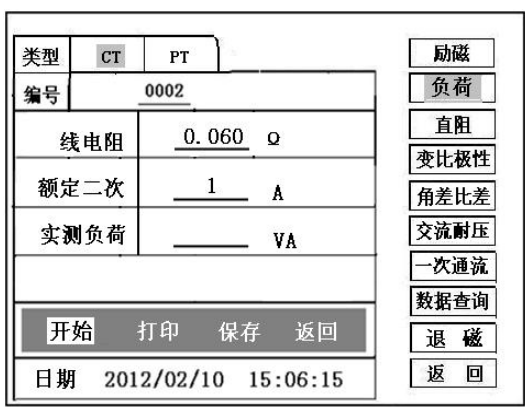 类型 CT PT
编号 0002
线电阻 0.060 Ω
额定二次 1 A
实测负荷 VA
开始 打印 保存 返回
日期 2012/02/10 15:06:15
励磁
负荷
直阻
变比极性
角差比差
交流耐压
一次通流
数据查询
退 磁
返 回